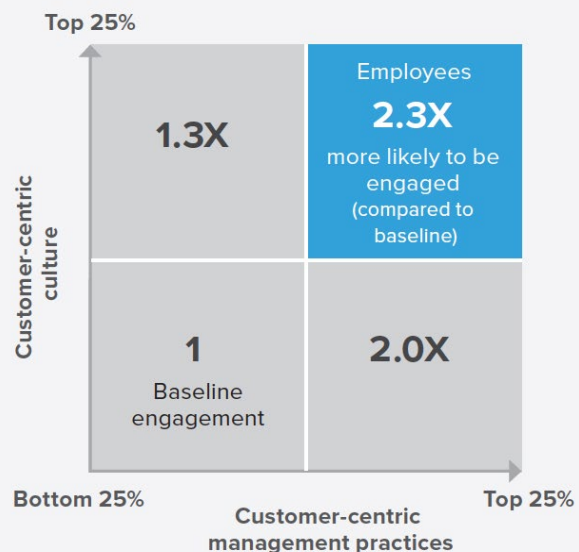 Top 25%
Customer-centric
culture
1.3X
Employees
2.3X
more likely to be
engaged
(compared to
baseline)
1
Baseline
engagement
2.0X
Bottom 25%
Top 25%
Customer-centric
management practices